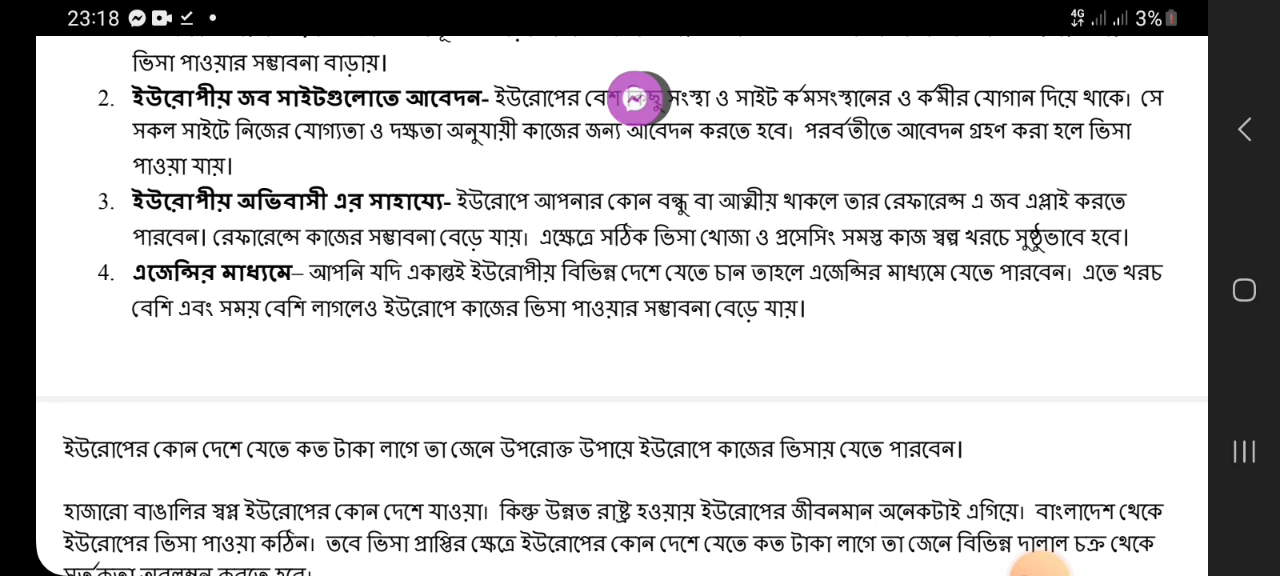 23:18
4G 3%
ভিসা পাওয়ার সম্ভাবনা বাড়ায়।
2. ইউরোপীয় জব সাইটগুলোতে আবেদন- ইউরোপের বেশ কিছু সংস্থা ও সাইট কর্মসংস্থানের ও কর্মীর যোগান দিয়ে থাকে। সে
সকল সাইটে নিজের যোগ্যতা ও দক্ষতা অনুযায়ী কাজের জন্য আবেদন করতে হবে। পরবর্তীতে আবেদন গ্রহণ করা হলে ভিসা
পাওয়া যায়।
3. ইউরোপীয় অভিবাসী এর সাহায্যে- ইউরোপে আপনার কোন বন্ধু বা আত্মীয় থাকলে তার রেফারেন্স এ জব এপ্লাই করতে
পারবেন। রেফারেন্সে কাজের সম্ভাবনা বেড়ে যায়। এক্ষেত্রে সঠিক ভিসা খোজা ও প্রসেসিং সমস্ত কাজ স্বল্প খরচে সুষ্ঠুভাবে হবে।
4. এজেন্সির মাধ্যমে– আপনি যদি একান্তই ইউরোপীয় বিভিন্ন দেশে যেতে চান তাহলে এজেন্সির মাধ্যমে যেতে পারবেন। এতে খরচ
বেশি এবং সময় বেশি লাগলেও ইউরোপে কাজের ভিসা পাওয়ার সম্ভাবনা বেড়ে যায়।
ইউরোপের কোন দেশে যেতে কত টাকা লাগে তা জেনে উপরোক্ত উপায়ে ইউরোপে কাজের ভিসায় যেতে পারবেন।
হাজারো বাঙালির স্বপ্ন ইউরোপের কোন দেশে যাওয়া। কিন্তু উন্নত রাষ্ট্র হওয়ায় ইউরোপের জীবনমান অনেকটাই এগিয়ে। বাংলাদেশ থেকে
ইউরোপের ভিসা পাওয়া কঠিন। তবে ভিসা প্রাপ্তির ক্ষেত্রে ইউরোপের কোন দেশে যেতে কত টাকা লাগে তা জেনে বিভিন্ন দালাল চক্র থেকে